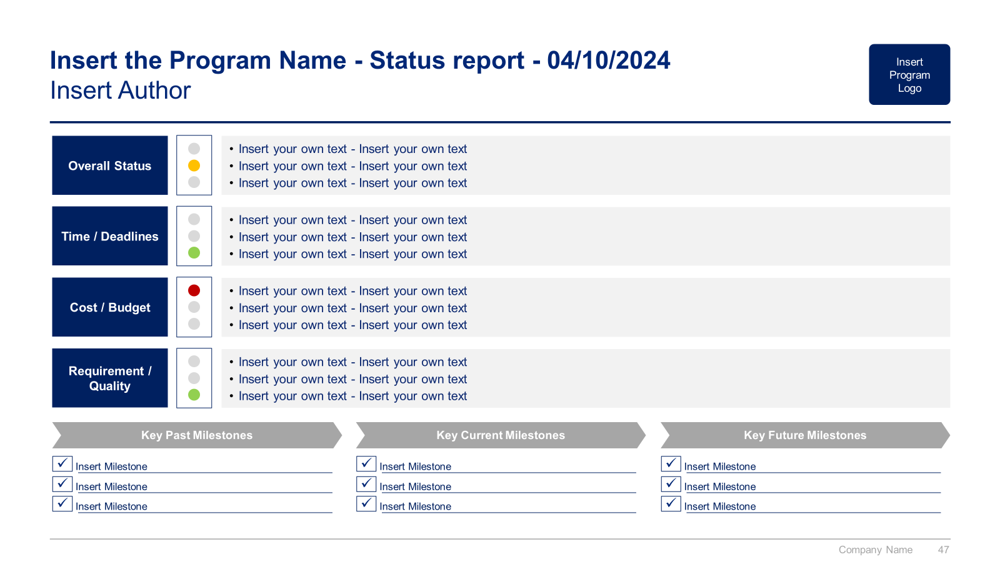 Insert the Program Name - Status report - 04/10/2024
Insert Author
Insert
Program
Logo
Overall Status
• Insert your own text - Insert your own text
• Insert your own text - Insert your own text
• Insert your own text - Insert your own text
Time / Deadlines
• Insert your own text - Insert your own text
• Insert your own text - Insert your own text
• Insert your own text - Insert your own text
Cost / Budget
• Insert your own text - Insert your own text
• Insert your own text - Insert your own text
• Insert your own text - Insert your own text
Requirement /
Quality
• Insert your own text - Insert your own text
• Insert your own text - Insert your own text
• Insert your own text - Insert your own text
Key Past Milestones
✓ Insert Milestone
✓ Insert Milestone
✓ Insert Milestone
Key Current Milestones
✓ Insert Milestone
✓ Insert Milestone
✓ Insert Milestone
Key Future Milestones
✓ Insert Milestone
✓ Insert Milestone
✓ Insert Milestone
Company Name 47